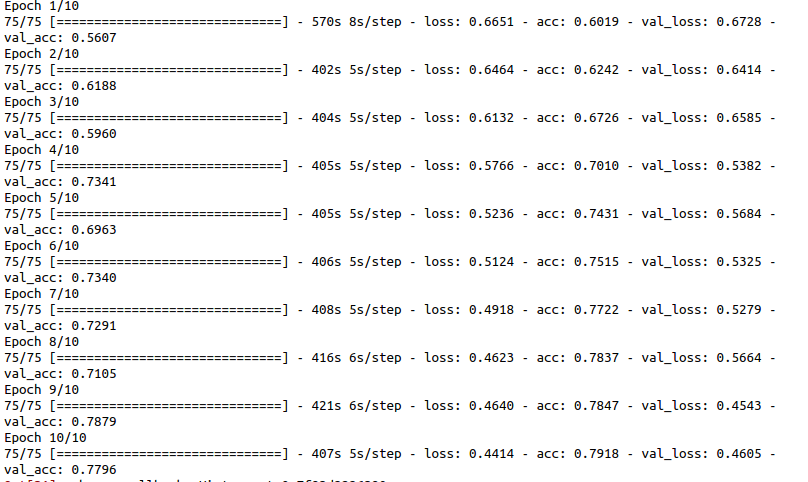 Epoch 1/10
75/75 [==============================] - 570s 8s/step - loss: 0.6651 - acc: 0.6019 - val_loss: 0.6728 -
val_acc: 0.5607
Epoch 2/10
75/75 [==============================] - 402s 5s/step - loss: 0.6464 - acc: 0.6242 - val_loss: 0.6414 -
val_acc: 0.6188
Epoch 3/10
75/75 [==============================] - 404s 5s/step - loss: 0.6132 - acc: 0.6726 - val_loss: 0.6585 -
val_acc: 0.5960
Epoch 4/10
75/75 [==============================] - 405s 5s/step - loss: 0.5766 - acc: 0.7010 - val_loss: 0.5382 -
val_acc: 0.7341
Epoch 5/10
75/75 [==============================] - 405s 5s/step - loss: 0.5236 - acc: 0.7431 - val_loss: 0.5684 -
val_acc: 0.6963
Epoch 6/10
75/75 [==============================] - 406s 5s/step - loss: 0.5124 - acc: 0.7515 - val_loss: 0.5325 -
val_acc: 0.7340
Epoch 7/10
75/75 [==============================] - 408s 5s/step - loss: 0.4918 - acc: 0.7722 - val_loss: 0.5279 -
val_acc: 0.7291
Epoch 8/10
75/75 [==============================] - 416s 6s/step - loss: 0.4623 - acc: 0.7837 - val_loss: 0.5664 -
val_acc: 0.7105
Epoch 9/10
75/75 [==============================] - 421s 6s/step - loss: 0.4640 - acc: 0.7847 - val_loss: 0.4543 -
val_acc: 0.7879
Epoch 10/10
75/75 [==============================] - 407s 5s/step - loss: 0.4414 - acc: 0.7918 - val_loss: 0.4605 -
val_acc: 0.7796